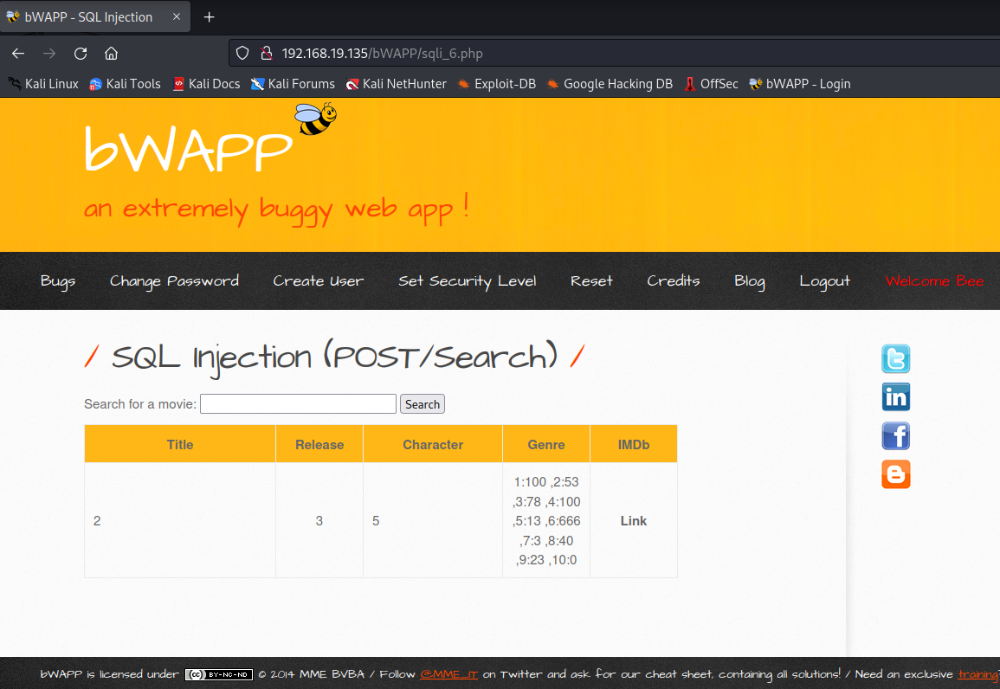 bWAPP - SQL Injection
192.168.19.135/bWAPP/sqli_6.php
Kali Linux Kali Tools Kali Docs Kali Forums Kali NetHunter Exploit-DB Google Hacking DB OffSec bWAPP - Login
bWAPP
an extremely buggy web app !
Bugs Change Password Create User Set Security Level Reset Credits Blog Logout Welcome Bee
/ SQL Injection (POST/Search) /
Search for a movie: Search
Title Release Character Genre IMDb
2 3 5 1:100 ,2:53
,3:78 ,4:100
,5:13 ,6:666
,7:3 ,8:40
,9:23 ,10:0
Link
bWAPP is licensed under (cc) BY-NC-ND © 2014 MME BVBA / Follow @MME_IT on Twitter and ask for our cheat sheet, containing all solutions! / Need an exclusive training?